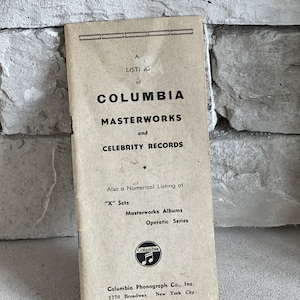 A
LISTING
of
COLUMBIA
MASTERWORKS
and
CELEBRITY RECORDS
Also a Numerical Listing of
"X" Sets
Masterworks Albums
Operatic Series
Columbia
Columbia Phonograph Co., Inc.
1776 Broadway New York City